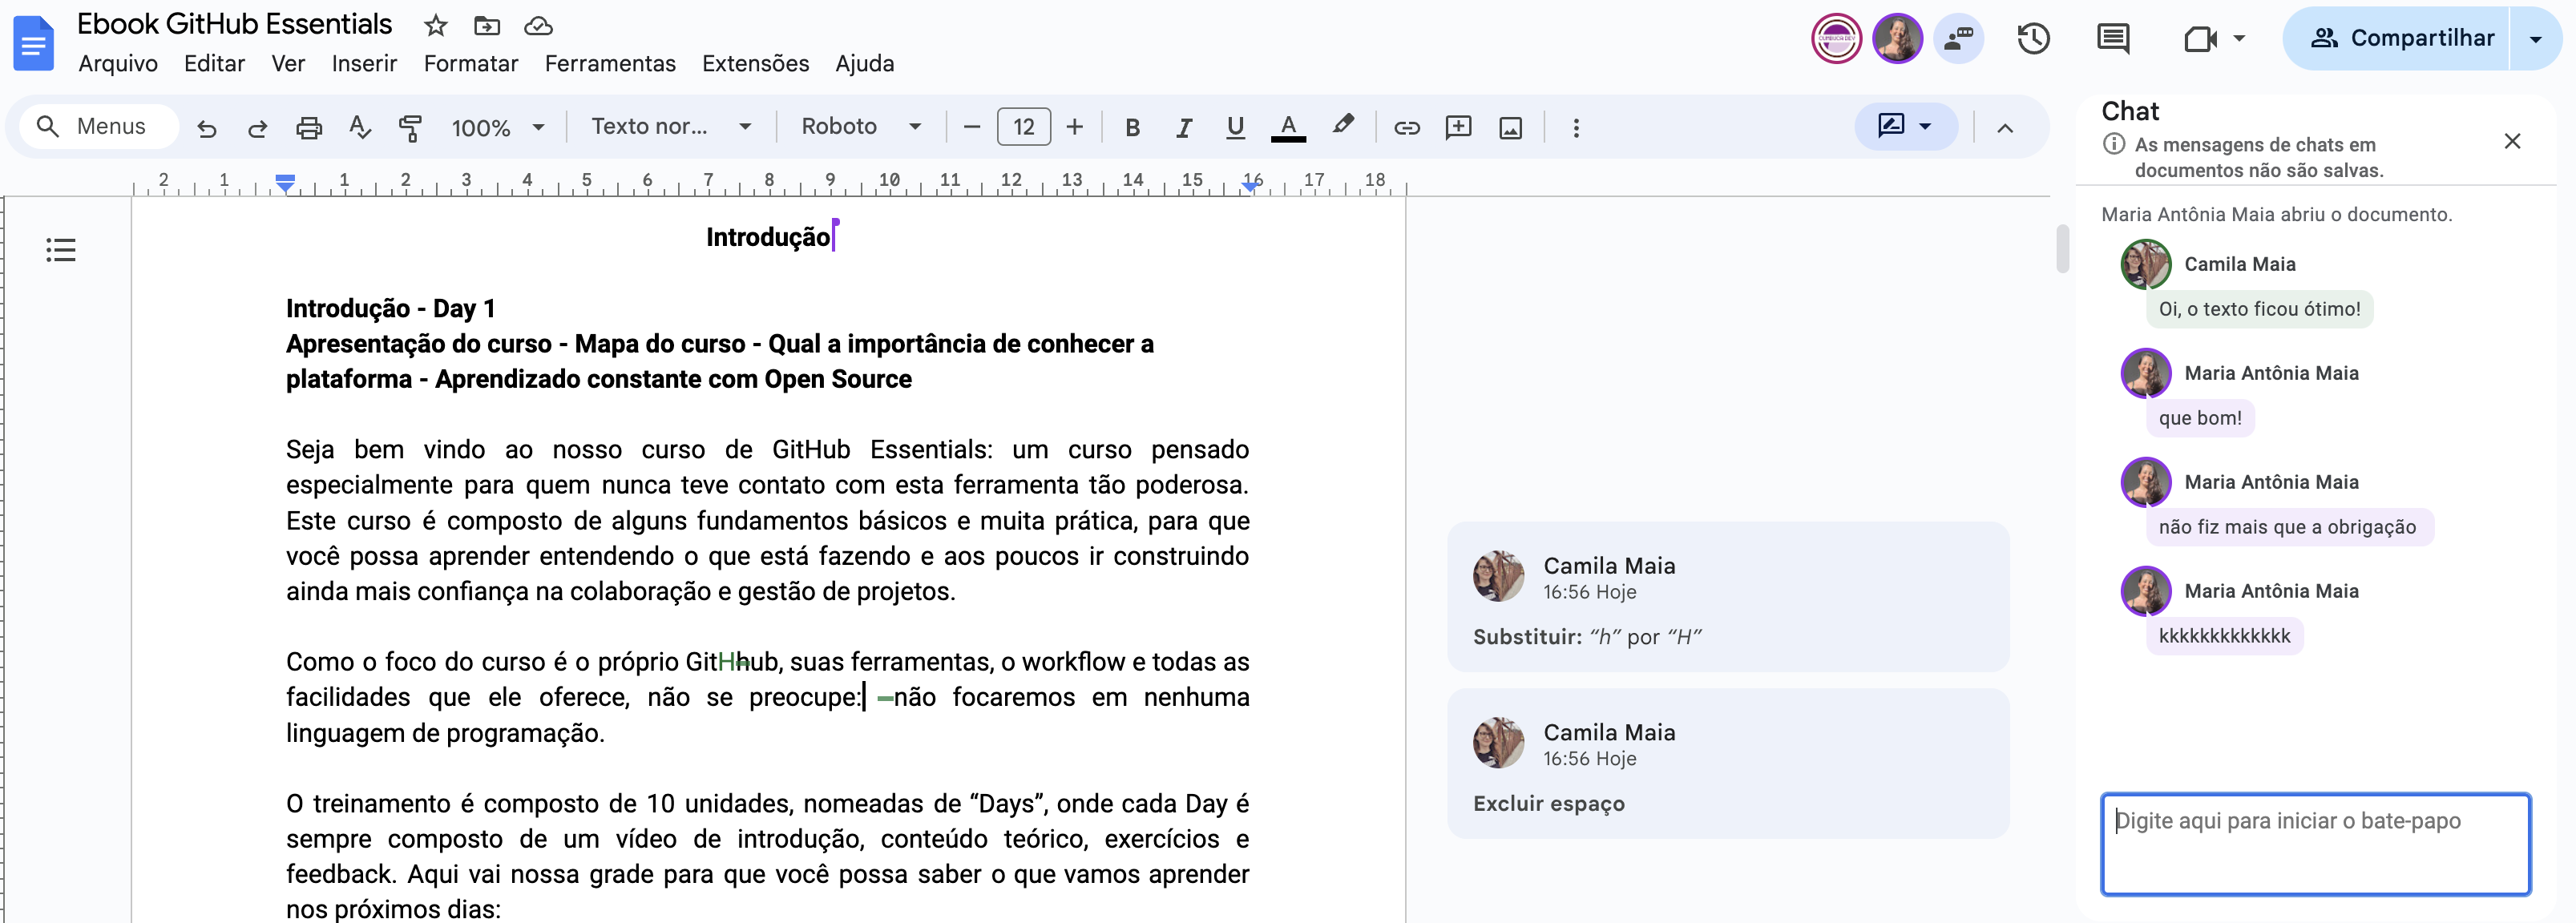 Ebook GitHub Essentials
Arquivo Editar Ver Inserir Formatar Ferramentas Extensões Ajuda
Compartilhar
Menus 100% Texto nor... Roboto 12 B I U A
2 1 1 2 3 4 5 6 7 8 9 10 11 12 13 14 15 16 17 18
Introdução
Introdução - Day 1
Apresentação do curso - Mapa do curso - Qual a importância de conhecer a
plataforma - Aprendizado constante com Open Source
Seja bem vindo ao nosso curso de GitHub Essentials: um curso pensado
especialmente para quem nunca teve contato com esta ferramenta tão poderosa.
Este curso é composto de alguns fundamentos básicos e muita prática, para que
você possa aprender entendendo o que está fazendo e aos poucos ir construindo
ainda mais confiança na colaboração e gestão de projetos.
Como o foco do curso é o próprio GitHhub, suas ferramentas, o workflow e todas as
facilidades que ele oferece, não se preocupe: não focaremos em nenhuma
linguagem de programação.
O treinamento é composto de 10 unidades, nomeadas de “Days”, onde cada Day é
sempre composto de um vídeo de introdução, conteúdo teórico, exercícios e
feedback. Aqui vai nossa grade para que você possa saber o que vamos aprender
nos próximos dias:
Camila Maia
16:56 Hoje
Substituir: “h” por “H”
Camila Maia
16:56 Hoje
Excluir espaço
Chat
As mensagens de chats em
documentos não são salvas.
Maria Antônia Maia abriu o documento.
Camila Maia
Oi, o texto ficou ótimo!
Maria Antônia Maia
que bom!
Maria Antônia Maia
não fiz mais que a obrigação
Maria Antônia Maia
kkkkkkkkkkkkk
Digite aqui para iniciar o bate-papo